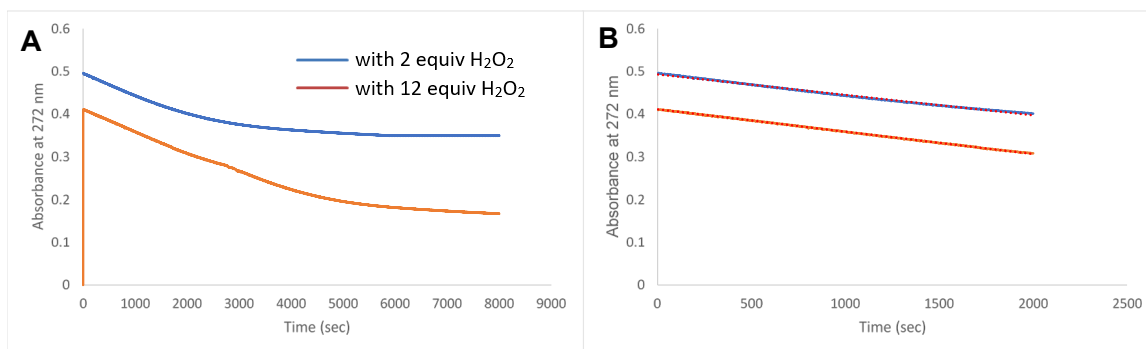 A
Absorbance at 272 nm
0.6
0.5
0.4
0.3
0.2
0.1
0
with 2 equiv H₂O₂
with 12 equiv H₂O₂
0 1000 2000 3000 4000 5000 6000 7000 8000 9000
Time (sec)
B
Absorbance at 272 nm
0.6
0.5
0.4
0.3
0.2
0.1
0
0 500 1000 1500 2000 2500
Time (sec)